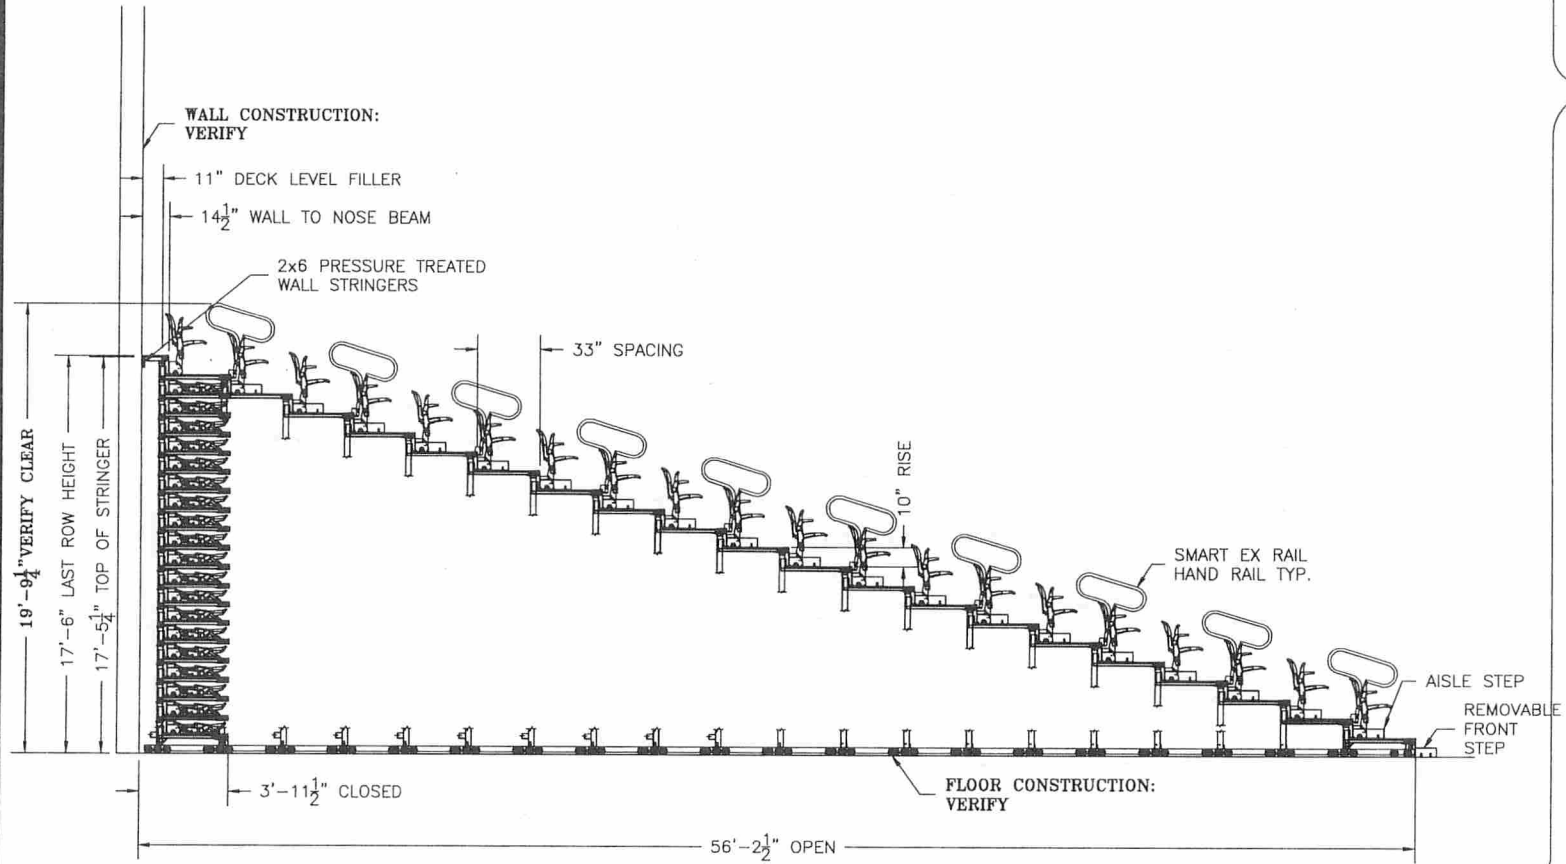 WALL CONSTRUCTION:
VERIFY
11" DECK LEVEL FILLER
14½" WALL TO NOSE BEAM
2x6 PRESSURE TREATED
WALL STRINGERS
33" SPACING
19'-9¼" VERIFY CLEAR
17'-6" LAST ROW HEIGHT
17'-5¼" TOP OF STRINGER
10" RISE
SMART EX RAIL
HAND RAIL TYP.
AISLE STEP
REMOVABLE
FRONT
STEP
3'-11½" CLOSED
FLOOR CONSTRUCTION:
VERIFY
56'-2½" OPEN